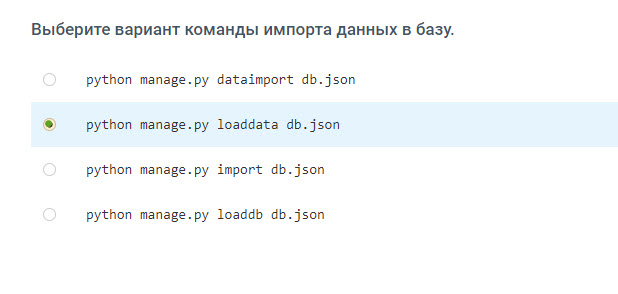 Выберите вариант команды импорта данных в базу.
python manage.py dataimport db.json
python manage.py loaddata db.json
python manage.py import db.json
python manage.py loaddb db.json